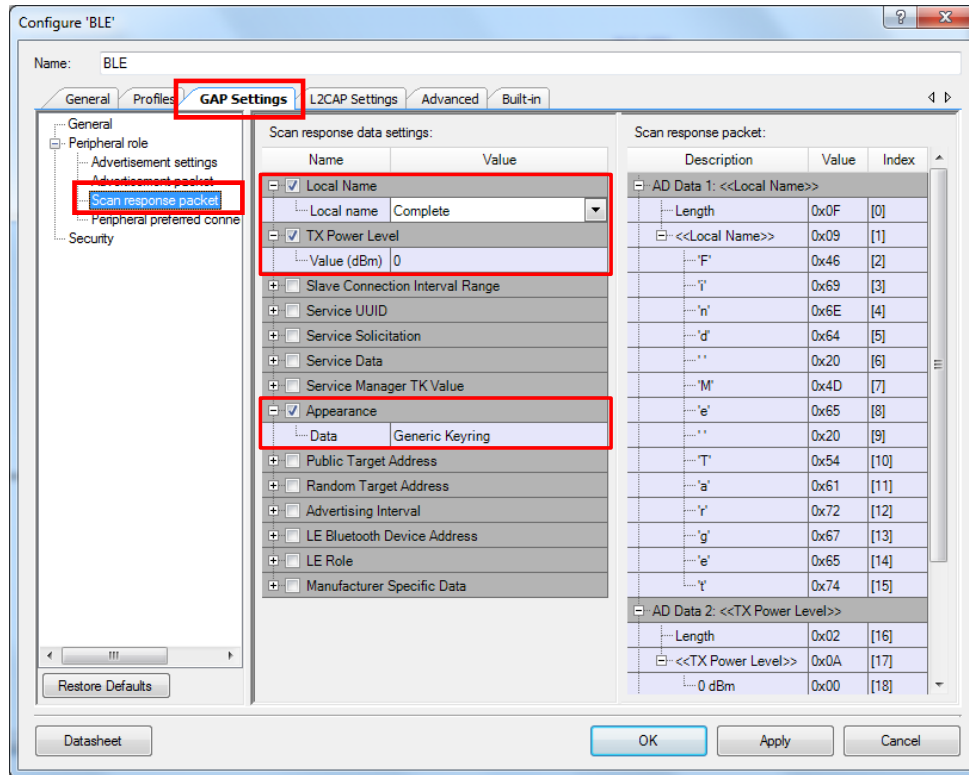 Configure 'BLE'
Name: BLE
General Profiles GAP Settings L2CAP Settings Advanced Built-in
General
Peripheral role
Advertisement settings
Advertisement packet
Scan response packet
Peripheral preferred conne
Security
Restore Defaults
Scan response data settings:
Name Value
Local Name
Local name Complete
TX Power Level
Value (dBm) 0
Slave Connection Interval Range
Service UUID
Service Solicitation
Service Data
Service Manager TK Value
Appearance
Data Generic Keyring
Public Target Address
Random Target Address
Advertising Interval
LE Bluetooth Device Address
LE Role
Manufacturer Specific Data
Scan response packet:
Description Value Index
AD Data 1: <<Local Name>>
Length 0x0F [0]
<<Local Name>> 0x09 [1]
'F' 0x46 [2]
'i' 0x69 [3]
'n' 0x6E [4]
'd' 0x64 [5]
' ' 0x20 [6]
'M' 0x4D [7]
'e' 0x65 [8]
' ' 0x20 [9]
'T' 0x54 [10]
'a' 0x61 [11]
'r' 0x72 [12]
'g' 0x67 [13]
'e' 0x65 [14]
't' 0x74 [15]
AD Data 2: <<TX Power Level>>
Length 0x02 [16]
<<TX Power Level>> 0x0A [17]
0 dBm 0x00 [18]
Datasheet OK Apply Cancel